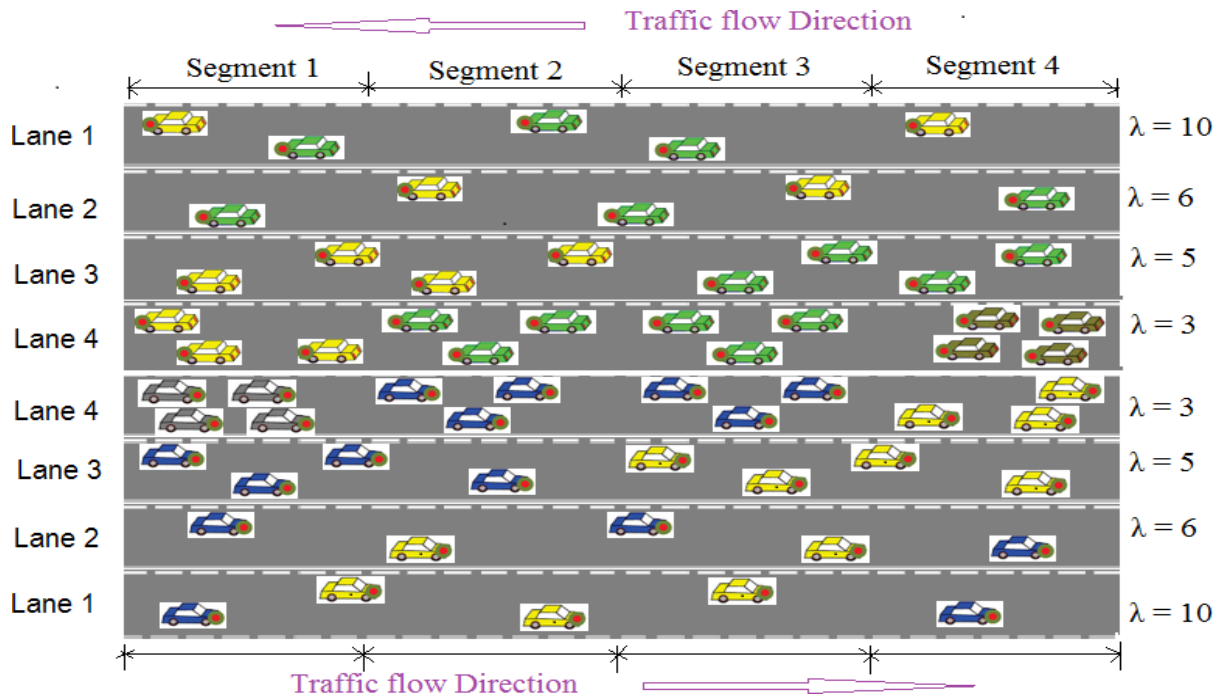 Traffic flow Direction
Segment 1 Segment 2 Segment 3 Segment 4
Lane 1 λ = 10
Lane 2 λ = 6
Lane 3 λ = 5
Lane 4 λ = 3
Lane 4 λ = 3
Lane 3 λ = 5
Lane 2 λ = 6
Lane 1 λ = 10
Traffic flow Direction